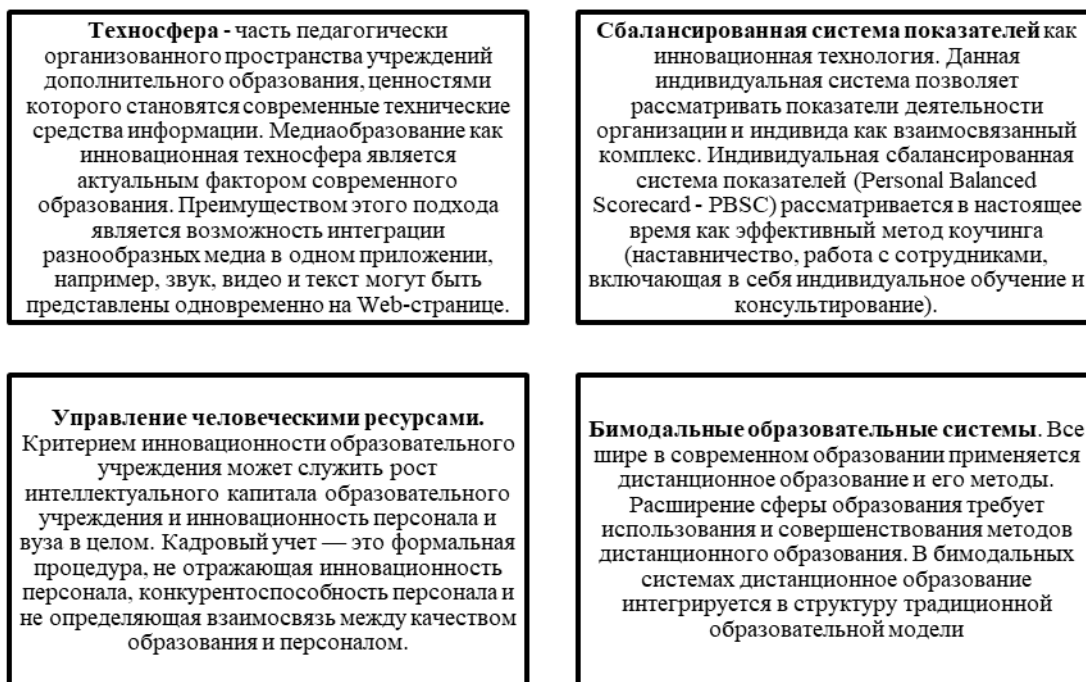 Техносфера - часть педагогически
организованного пространства учреждений
дополнительного образования, ценностями
которого становятся современные технические
средства информации. Медиаобразование как
инновационная техносфера является
актуальным фактором современного
образования. Преимуществом этого подхода
является возможность интеграции
разнообразных медиа в одном приложении,
например, звук, видео и текст могут быть
представлены одновременно на Web-странице.
Сбалансированная система показателей как
инновационная технология. Данная
индивидуальная система позволяет
рассматривать показатели деятельности
организации и индивида как взаимосвязанный
комплекс. Индивидуальная сбалансированная
система показателей (Personal Balanced
Scorecard - PBSC) рассматривается в настоящее
время как эффективный метод коучинга
(наставничество, работа с сотрудниками,
включающая в себя индивидуальное обучение и
консультирование).
Управление человеческими ресурсами.
Критерием инновационности образовательного
учреждения может служить рост
интеллектуального капитала образовательного
учреждения и инновационность персонала и
вуза в целом. Кадровый учет — это формальная
процедура, не отражающая инновационность
персонала, конкурентоспособность персонала и
не определяющая взаимосвязь между качеством
образования и персоналом.
Бимодальные образовательные системы. Все
шире в современном образовании применяется
дистанционное образование и его методы.
Расширение сферы образования требует
использования и совершенствования методов
дистанционного образования. В бимодальных
системах дистанционное образование
интегрируется в структуру традиционной
образовательной модели